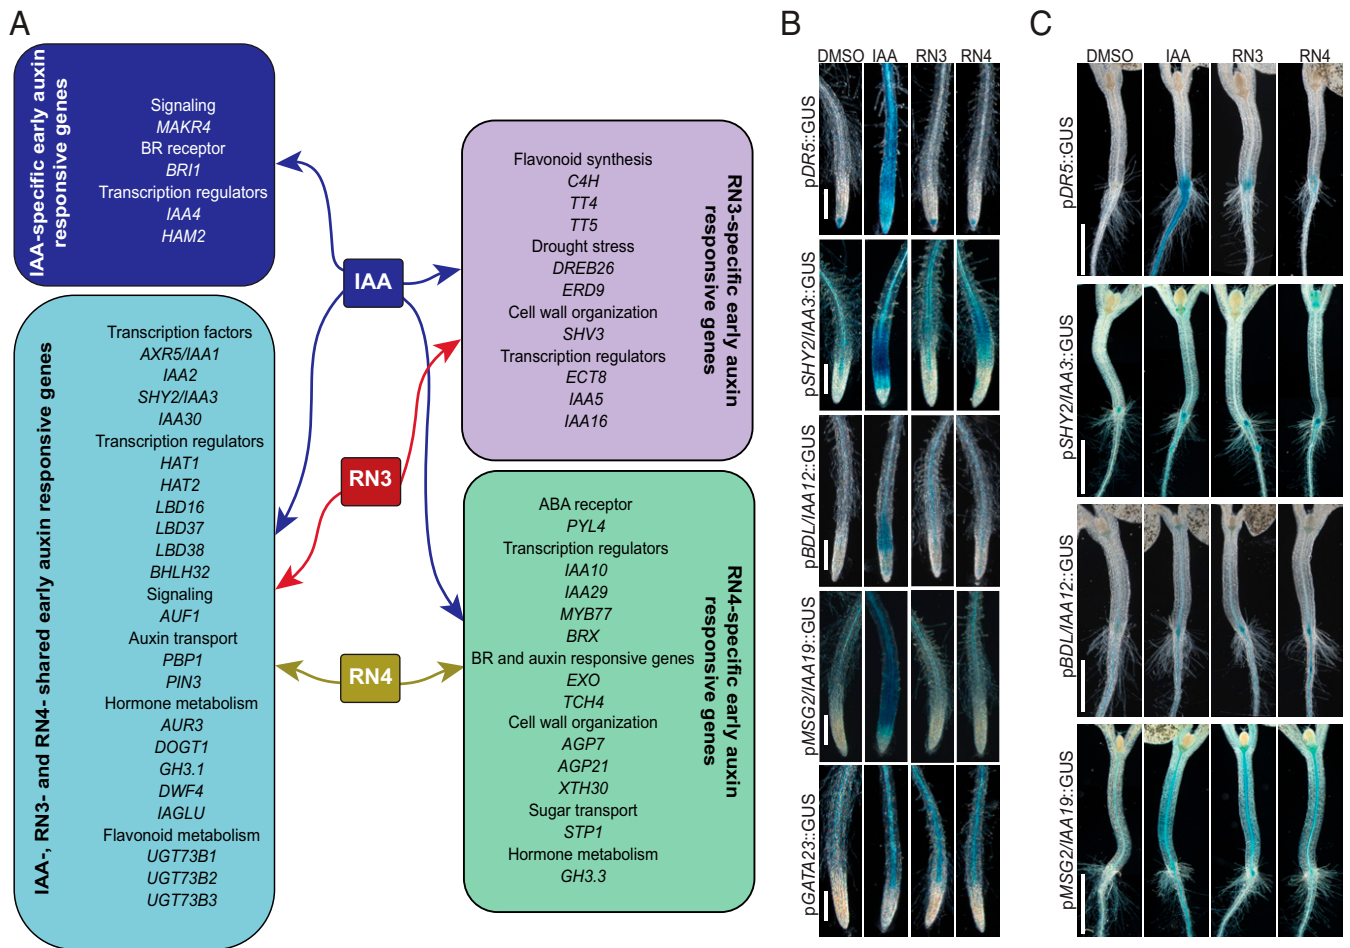 A
IAA-specific early auxin
responsive genes
Signaling
MAKR4
BR receptor
BRI1
Transcription regulators
IAA4
HAM2
IAA-, RN3- and RN4- shared early auxin responsive genes
Transcription factors
AXR5/IAA1
IAA2
SHY2/IAA3
IAA30
Transcription regulators
HAT1
HAT2
LBD16
LBD37
LBD38
BHLH32
Signaling
AUF1
Auxin transport
PBP1
PIN3
Hormone metabolism
AUR3
DOGT1
GH3.1
DWF4
IAGLU
Flavonoid metabolism
UGT73B1
UGT73B2
UGT73B3
IAA
RN3
RN4
Flavonoid synthesis
C4H
TT4
TT5
Drought stress
DREB26
ERD9
Cell wall organization
SHV3
Transcription regulators
ECT8
IAA5
IAA16
RN3-specific early auxin
responsive genes
ABA receptor
PYL4
Transcription regulators
IAA10
IAA29
MYB77
BRX
BR and auxin responsive genes
EXO
TCH4
Cell wall organization
AGP7
AGP21
XTH30
Sugar transport
STP1
Hormone metabolism
GH3.3
RN4-specific early auxin
responsive genes
B
DMSO IAA RN3 RN4
pDR5::GUS
pSHY2/IAA3::GUS
pBDL/IAA12::GUS
pMSG2/IAA19::GUS
pGATA23::GUS
C
DMSO IAA RN3 RN4
pDR5::GUS
pSHY2/IAA3::GUS
pBDL/IAA12::GUS
pMSG2/IAA19::GUS